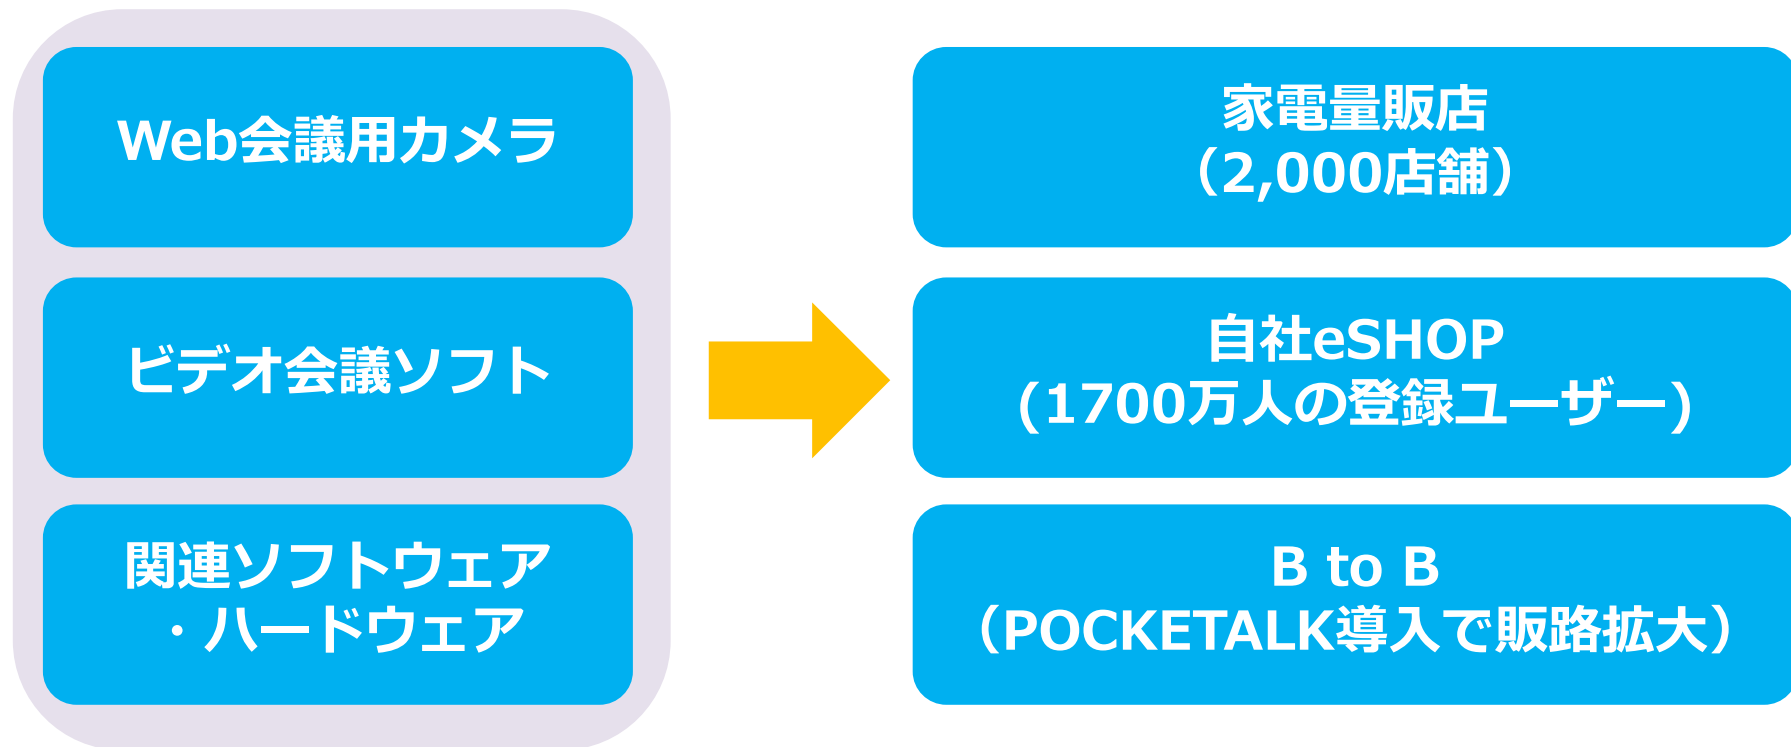 Web会議用カメラ
ビデオ会議ソフト
関連ソフトウェア
・ハードウェア
家電量販店
（2,000店舗）
自社eSHOP
(1700万人の登録ユーザー)
B to B
（POCKETALK導入で販路拡大）